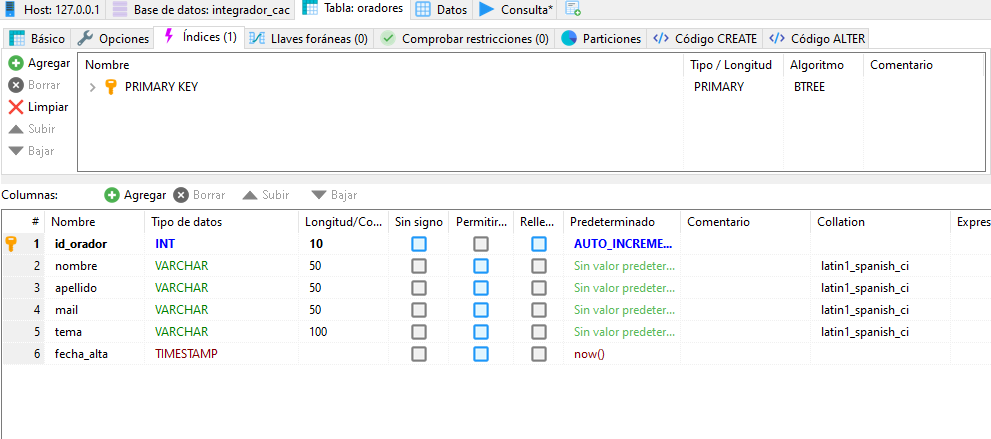 Host: 127.0.0.1 Base de datos: integrador_cac Tabla: oradores Datos Consulta*
Básico Opciones Índices (1) Llaves foráneas (0) Comprobar restricciones (0) Particiones Código CREATE Código ALTER
Agregar Nombre Tipo / Longitud Algoritmo Comentario
Borrar PRIMARY KEY PRIMARY BTREE
Limpiar
Subir
Bajar
Columnas: Agregar Borrar Subir Bajar
# Nombre Tipo de datos Longitud/Co... Sin signo Permitir... Relle... Predeterminado Comentario Collation Expres
1 id_orador INT 10 AUTO_INCREME...
2 nombre VARCHAR 50 Sin valor predeter... latin1_spanish_ci
3 apellido VARCHAR 50 Sin valor predeter... latin1_spanish_ci
4 mail VARCHAR 50 Sin valor predeter... latin1_spanish_ci
5 tema VARCHAR 100 Sin valor predeter... latin1_spanish_ci
6 fecha_alta TIMESTAMP now()